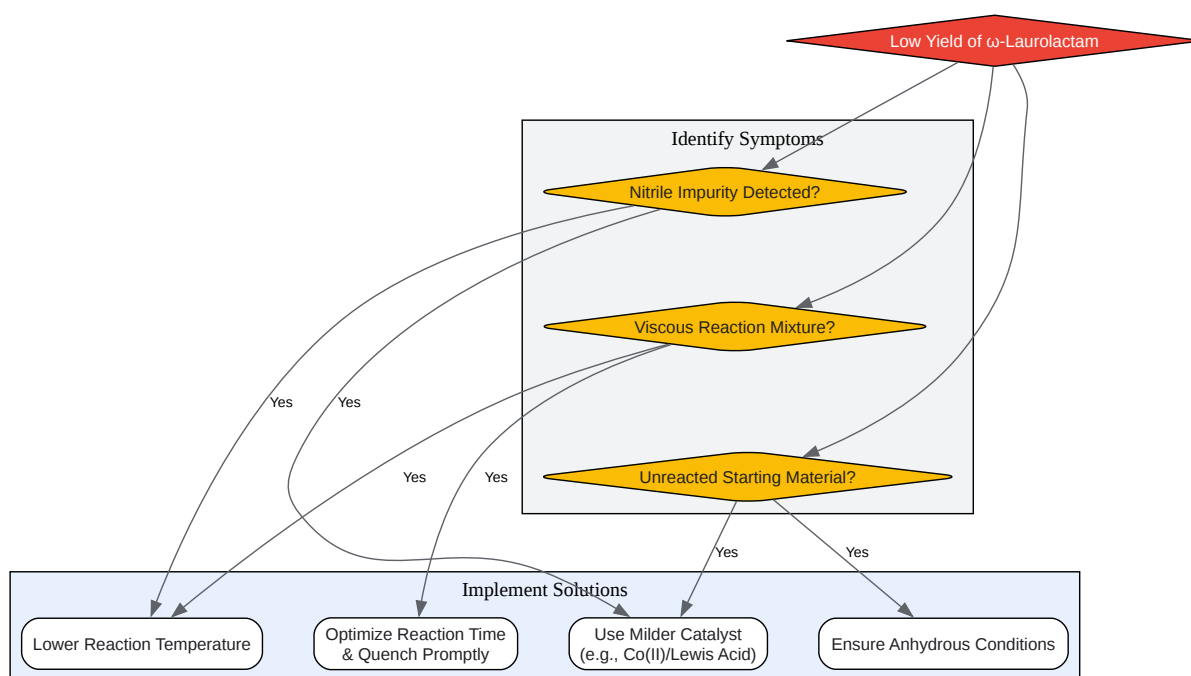 Low Yield of ω-Laurolactam
Identify Symptoms
Nitrile Impurity Detected?
Viscous Reaction Mixture?
Yes
Yes
Yes
Yes
Unreacted Starting Material?
Yes
Yes
Implement Solutions
Lower Reaction Temperature
Optimize Reaction Time
& Quench Promptly
Use Milder Catalyst
(e.g., Co(II)/Lewis Acid)
Ensure Anhydrous Conditions